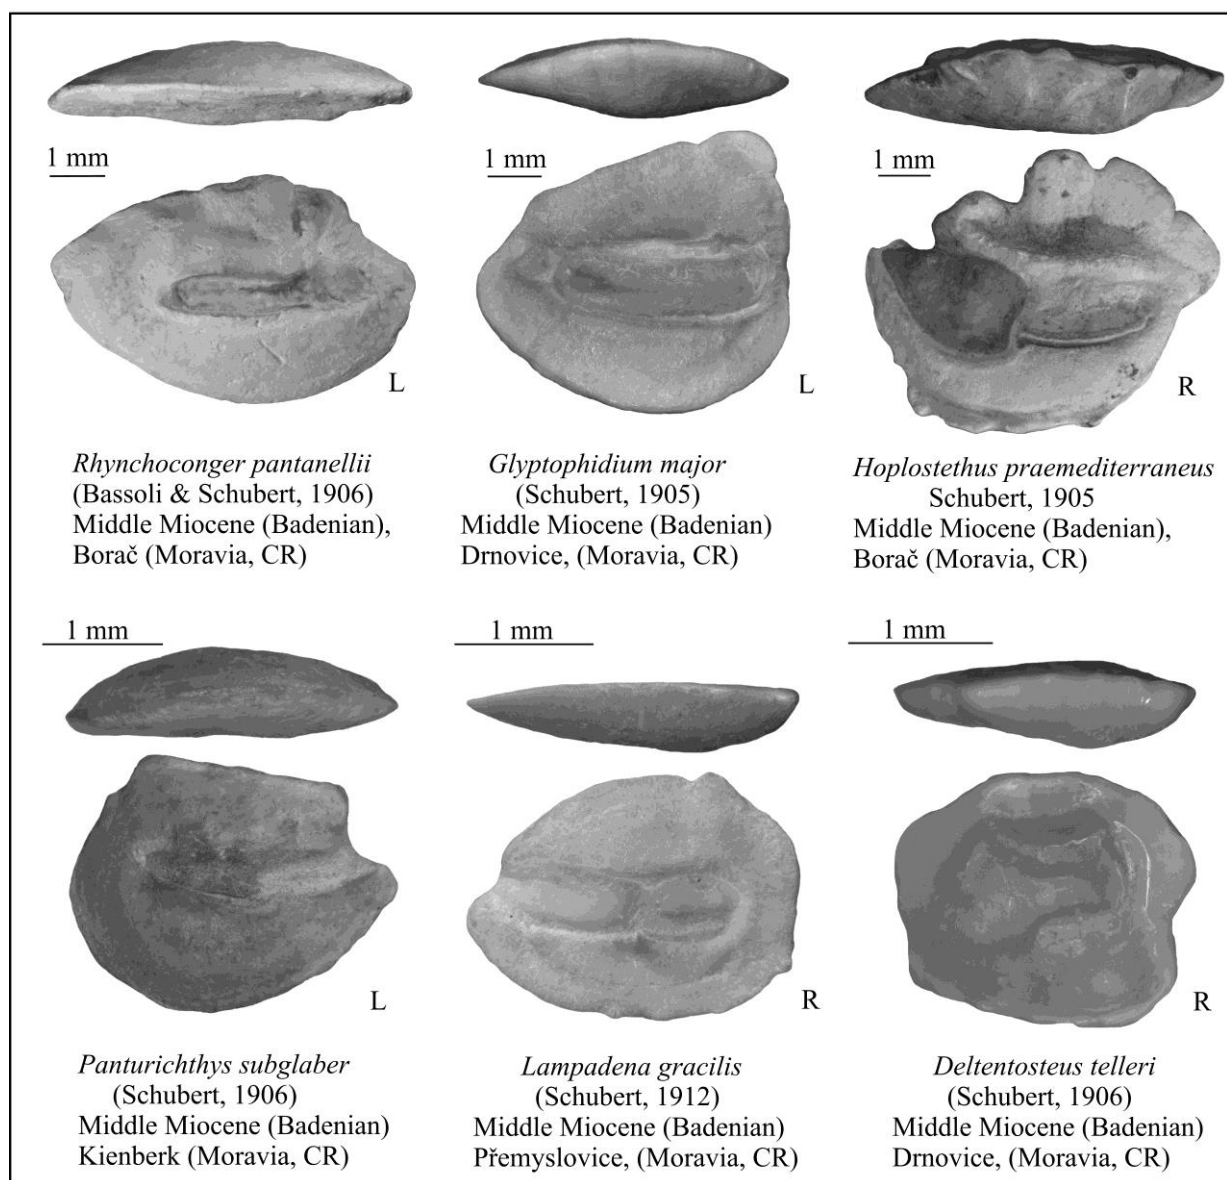 1 mm
1 mm
1 mm
L
L
R
Rhynchoconger pantanellii
(Bassoli & Schubert, 1906)
Middle Miocene (Badenian),
Borač (Moravia, CR)
Glyptophidium major
(Schubert, 1905)
Middle Miocene (Badenian)
Drnovice, (Moravia, CR)
Hoplostethus praemediterraneus
Schubert, 1905
Middle Miocene (Badenian),
Borač (Moravia, CR)
1 mm
1 mm
1 mm
L
R
R
Panturichthys subglaber
(Schubert, 1906)
Middle Miocene (Badenian)
Kienberk (Moravia, CR)
Lampadena gracilis
(Schubert, 1912)
Middle Miocene (Badenian)
Přemyslovice, (Moravia, CR)
Deltentosteus telleri
(Schubert, 1906)
Middle Miocene (Badenian)
Drnovice, (Moravia, CR)